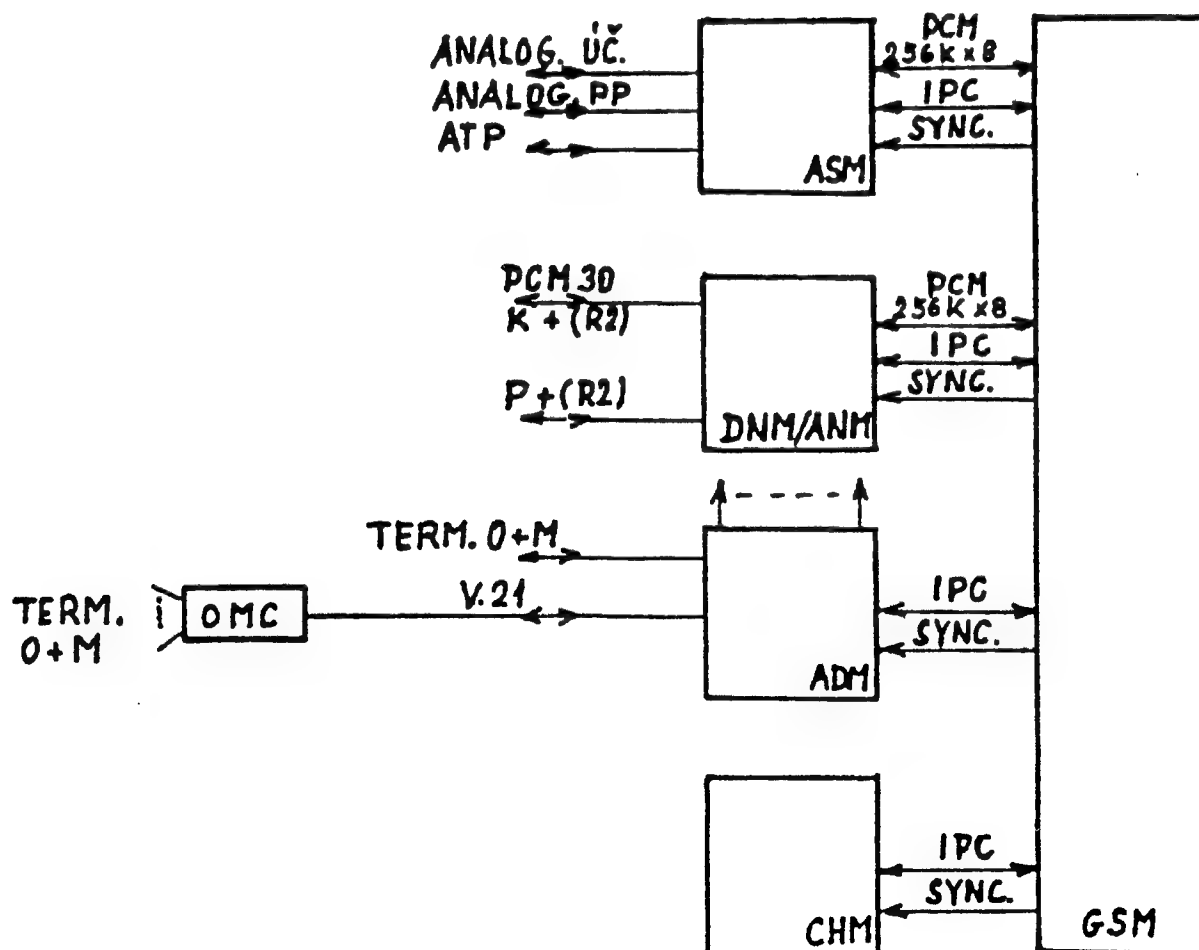 ANALOG. ÚČ.
ANALOG. PP
ATP
PCM
256K x 8
IPC
SYNC.
ASM
PCM 30
K + (R2)
P + (R2)
PCM
256K x 8
IPC
SYNC.
DNM/ANM
TERM. O+M
V.21
TERM.
O+M
OMC
IPC
SYNC.
ADM
IPC
SYNC.
CHM
GSM